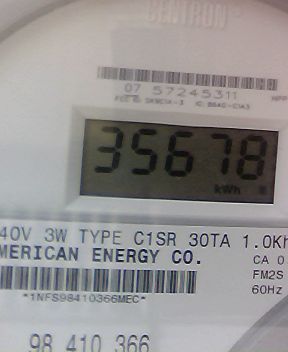 CENTRON
07 57245311
35678
kWh
40V 3W TYPE C1SR 30TA 1.0Kh
MERICAN ENERGY CO.
CA 0
FM2S
*1NFS98410366MEC*
60Hz
98 410 366